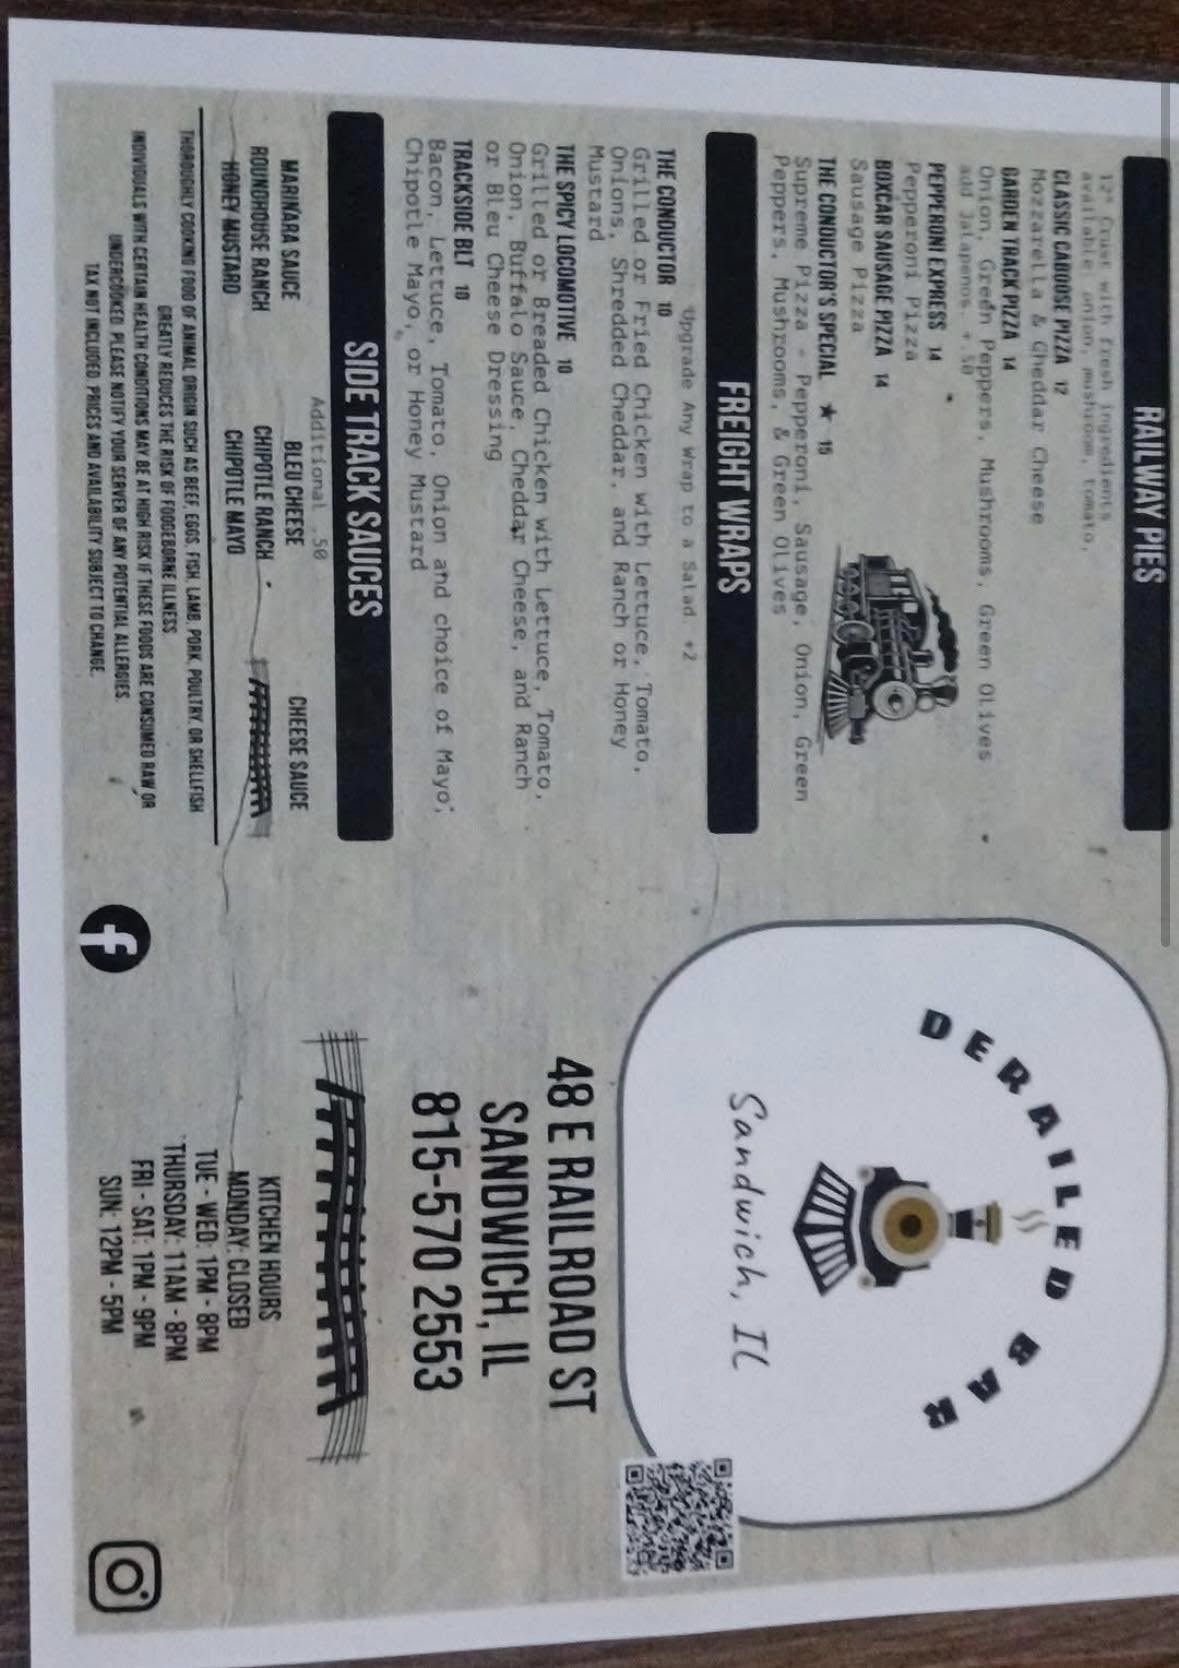 RAILWAY PIES
12" Crust with fresh ingredients
available: onion, mushroom, tomato,
CLASSIC CABOOSE PIZZA 12
Mozzarella & Cheddar Cheese
GARDEN TRACK PIZZA 14
Onion, Green Peppers, Mushrooms, Green Olives
add Jalapenos. +.50
PEPPERONI EXPRESS 14
Pepperoni Pizza
BOXCAR SAUSAGE PIZZA 14
Sausage Pizza
THE CONDUCTOR'S SPECIAL ★ 15
Supreme Pizza - Pepperoni, Sausage, Onion, Green
Peppers, Mushrooms, & Green Olives
FREIGHT WRAPS
Upgrade Any Wrap to a Salad +2
THE CONDUCTOR 10
Grilled or Fried Chicken with Lettuce, Tomato,
Onions, Shredded Cheddar, and Ranch or Honey
Mustard
THE SPICY LOCOMOTIVE 10
Grilled or Breaded Chicken with Lettuce, Tomato,
Onion, Buffalo Sauce, Cheddar Cheese, and Ranch
or Bleu Cheese Dressing
TRACKSIDE BLT 10
Bacon, Lettuce, Tomato, Onion and choice of Mayo,
Chipotle Mayo, or Honey Mustard
SIDE TRACK SAUCES
Additional .50
MARINARA SAUCE BLEU CHEESE CHEESE SAUCE
ROUNDHOUSE RANCH CHIPOTLE RANCH
HONEY MUSTARD CHIPOTLE MAYO
THOROUGHLY COOKING FOOD OF ANIMAL ORIGIN SUCH AS BEEF, EGGS, FISH, LAMB, PORK, POULTRY, OR SHELLFISH
GREATLY REDUCES THE RISK OF FOODBORNE ILLNESS.
INDIVIDUALS WITH CERTAIN HEALTH CONDITIONS MAY BE AT HIGH RISK IF THESE FOODS ARE CONSUMED RAW OR
UNDERCOOKED. PLEASE NOTIFY YOUR SERVER OF ANY POTENTIAL ALLERGIES.
TAX NOT INCLUDED. PRICES AND AVAILABILITY SUBJECT TO CHANGE.
DERAILED BAR
Sandwich, IL
48 E RAILROAD ST
SANDWICH, IL
815-570 2553
KITCHEN HOURS
MONDAY: CLOSED
TUE - WED: 1PM - 8PM
THURSDAY: 11AM - 8PM
FRI - SAT: 1PM - 9PM
SUN: 12PM - 5PM